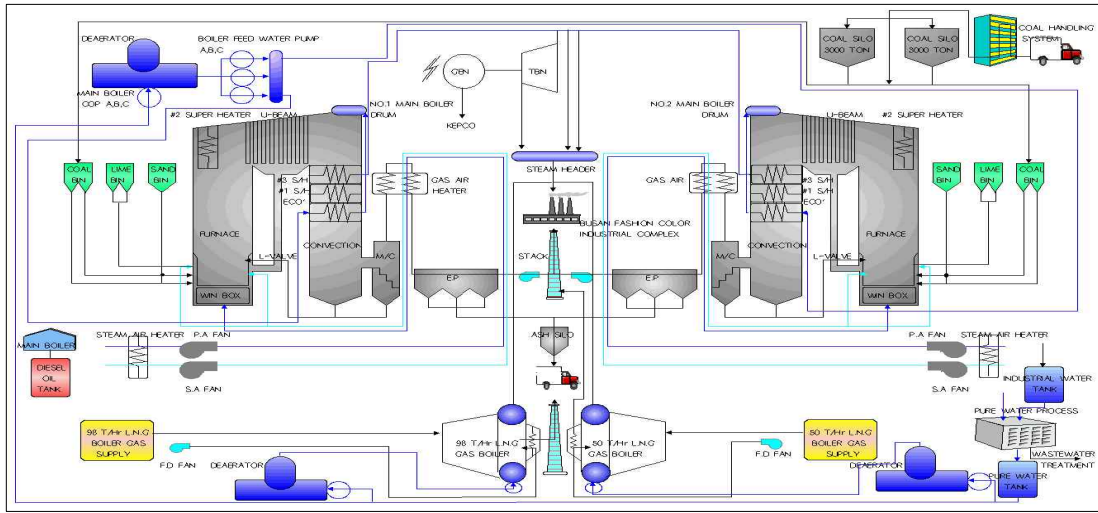 DEAERATOR
BOILER FEED WATER PUMP
A,B,C
MAIN BOILER
COP A,B,C
GEN
TBN
KEPCO
COAL SILO
3000 TON
COAL SILO
3000 TON
COAL HANDLING
SYSTEM
#2 SUPER HEATER
U-BEAM
NO.1 MAIN BOILER
DRUM
NO.2 MAIN BOILER
DRUM
U-BEAM
#2 SUPER HEATER
COAL
BIN
LIME
BIN
SAND
BIN
#3 S/H
#1 S/H
ECO'
GAS AIR
HEATER
STEAM HEADER
GAS AIR
#3 S/H
#1 S/H
ECO'
SAND
BIN
LIME
BIN
COAL
BIN
BUSAN FASHION COLOR
INDUSTRIAL COMPLEX
FURNACE
CONVECTION
L-VALVE
M/C
STACK
M/C
CONVECTION
FURNACE
L-VALVE
WIN BOX
E.P
E.P
WIN BOX
STEAM AIR HEATER
P.A FAN
ASH SILO
P.A FAN
STEAM AIR HEATER
MAIN BOILER
DIESEL
OIL
TANK
S.A FAN
S.A FAN
INDUSTRIAL WATER
TANK
PURE WATER PROCESS
98 T/Hr L.N.G
BOILER GAS
SUPPLY
F.D FAN
98 T/Hr L.N.G
GAS BOILER
50 T/Hr L.N.G
GAS BOILER
F.D FAN
50 T/Hr L.N.G
BOILER GAS
SUPPLY
DEAERATOR
DEAERATOR
WASTEWATER
TREATMENT
PURE WATER
TANK